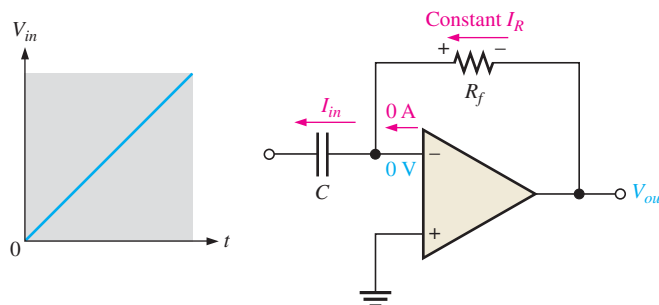 V_in
0
t
Constant I_R
+ −
R_f
I_in
C
0 A
0 V
−
+
V_ou